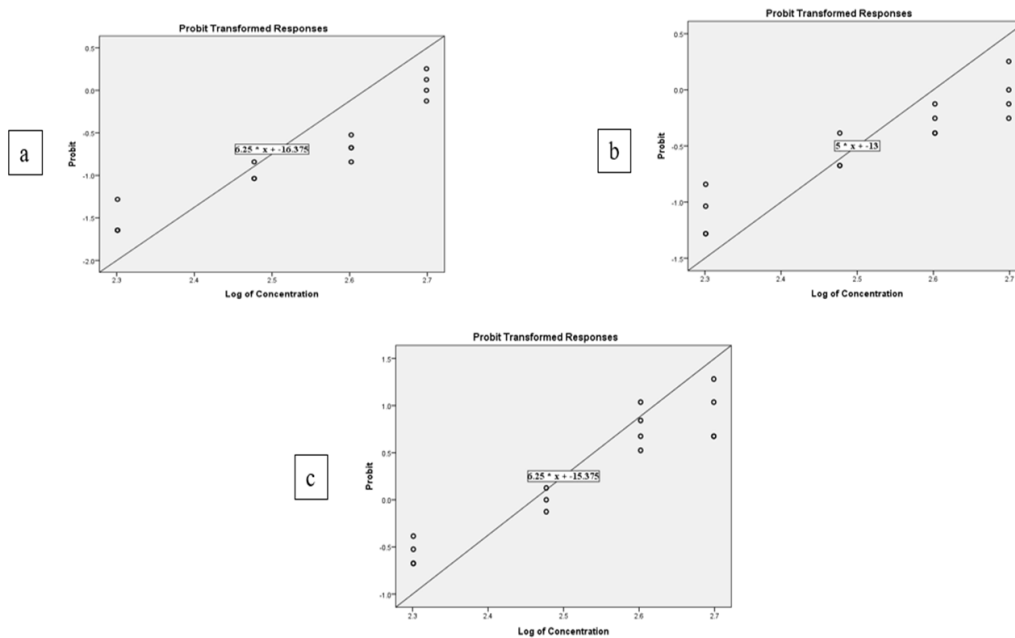 a
Probit Transformed Responses
Probit
0.5
0.0
-0.5
-1.0
-1.5
-2.0
6.25 * x + -16.375
2.3 2.4 2.5 2.6 2.7
Log of Concentration
b
Probit Transformed Responses
Probit
0.5
0.0
-0.5
-1.0
-1.5
5 * x + -13
2.3 2.4 2.5 2.6 2.7
Log of Concentration
c
Probit Transformed Responses
Probit
1.5
1.0
0.5
0.0
-0.5
-1.0
6.25 * x + -15.375
2.3 2.4 2.5 2.6 2.7
Log of Concentration